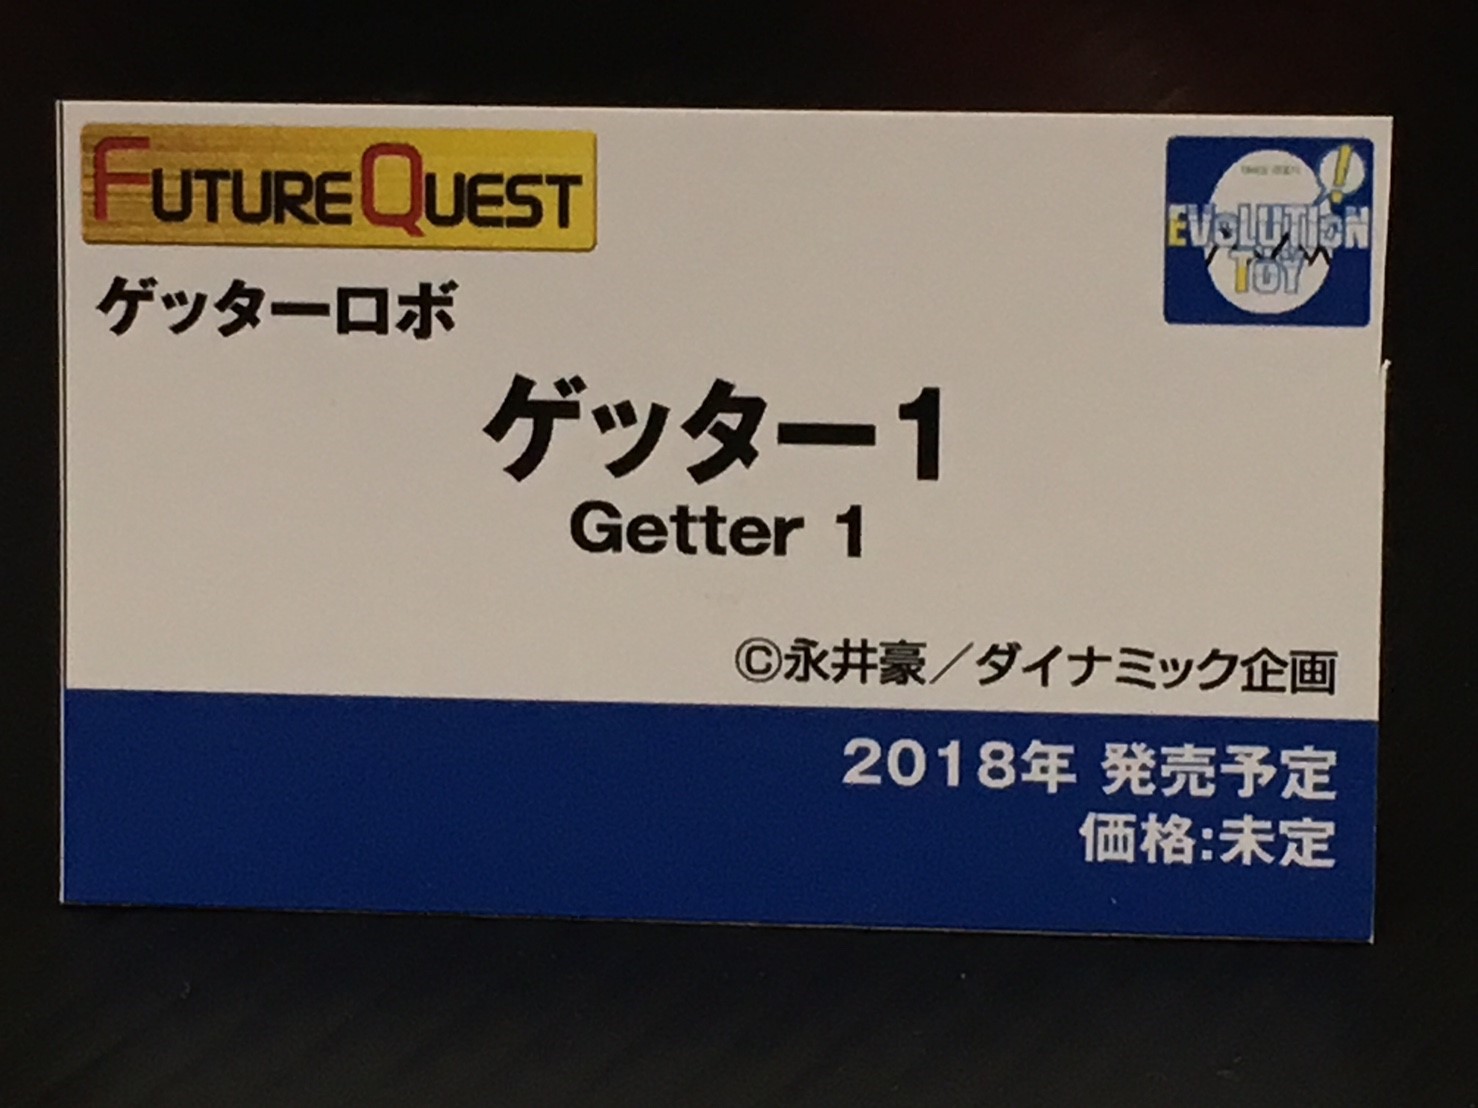 FUTURE QUEST
EVOLUTION
TOY
ゲッターロボ
ゲッター1
Getter 1
©永井豪／ダイナミック企画
2018年 発売予定
価格:未定